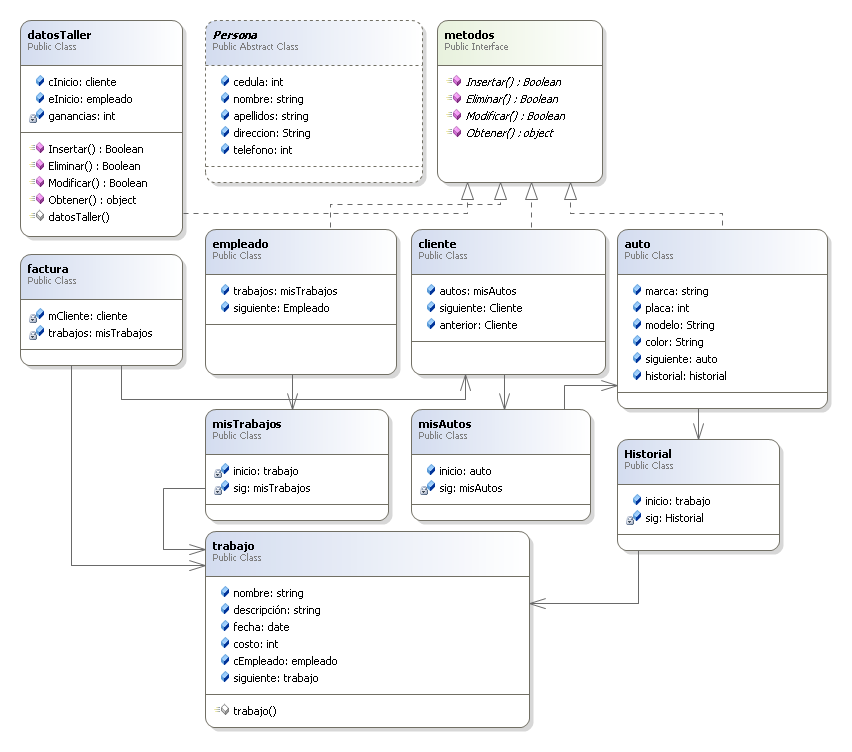 datosTaller
Public Class
cInicio: cliente
eInicio: empleado
ganancias: int
Insertar() : Boolean
Eliminar() : Boolean
Modificar() : Boolean
Obtener() : object
datosTaller()
Persona
Public Abstract Class
cedula: int
nombre: string
apellidos: string
direccion: String
telefono: int
metodos
Public Interface
Insertar() : Boolean
Eliminar() : Boolean
Modificar() : Boolean
Obtener() : object
factura
Public Class
mCliente: cliente
trabajos: misTrabajos
empleado
Public Class
trabajos: misTrabajos
siguiente: Empleado
cliente
Public Class
autos: misAutos
siguiente: Cliente
anterior: Cliente
auto
Public Class
marca: string
placa: int
modelo: String
color: String
siguiente: auto
historial: historial
misTrabajos
Public Class
inicio: trabajo
sig: misTrabajos
misAutos
Public Class
inicio: auto
sig: misAutos
Historial
Public Class
inicio: trabajo
sig: Historial
trabajo
Public Class
nombre: string
descripción: string
fecha: date
costo: int
cEmpleado: empleado
siguiente: trabajo
trabajo()